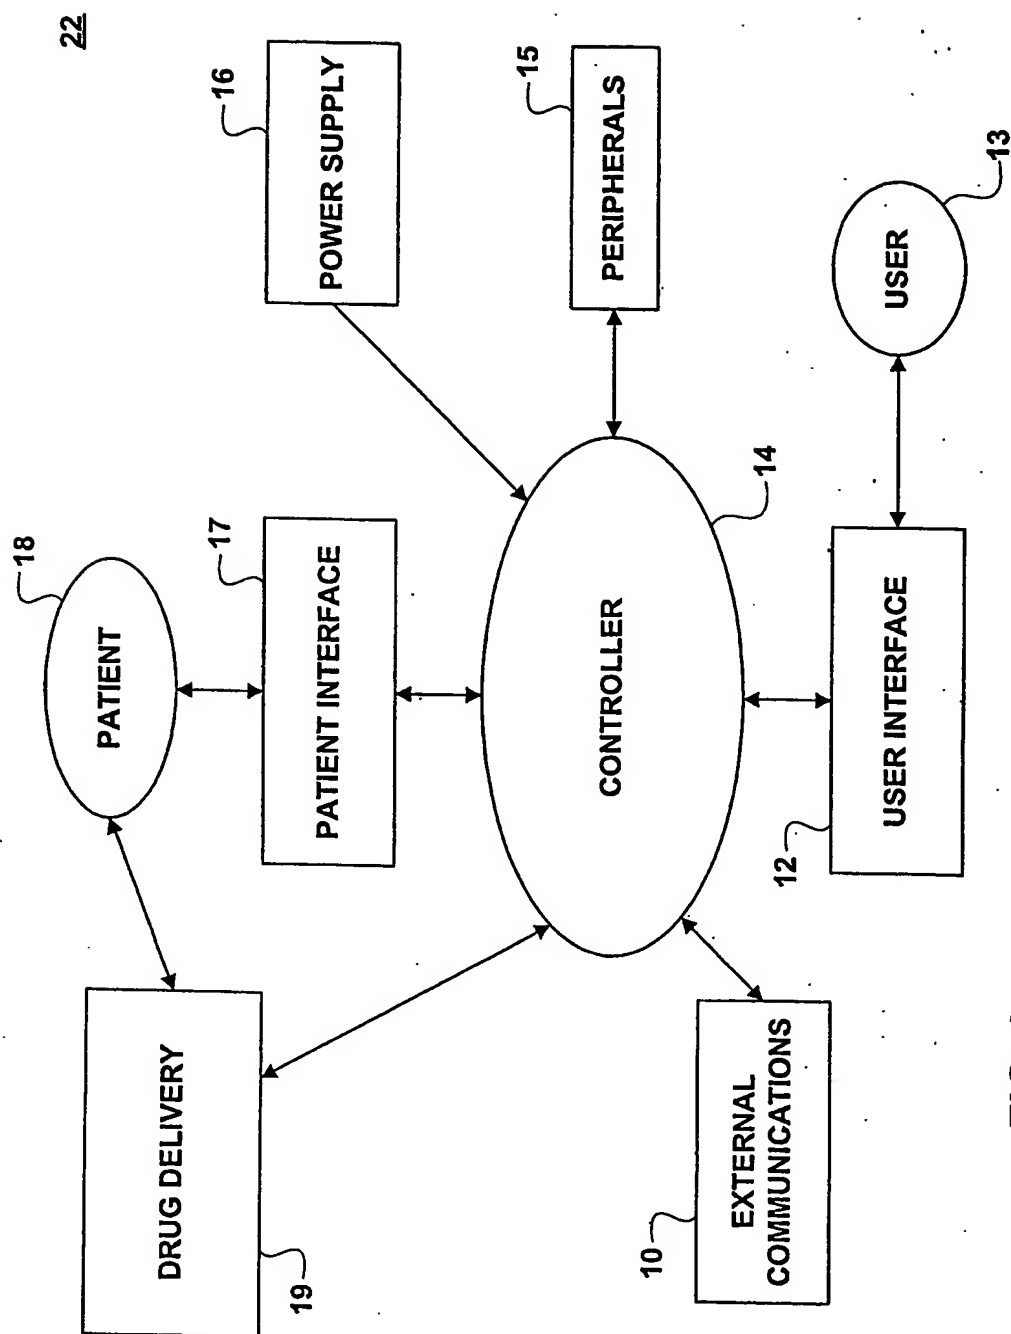 18
22
PATIENT
DRUG DELIVERY
17
16
19
PATIENT INTERFACE
POWER SUPPLY
15
CONTROLLER
PERIPHERALS
10
EXTERNAL
COMMUNICATIONS
14
12
USER INTERFACE
USER
13